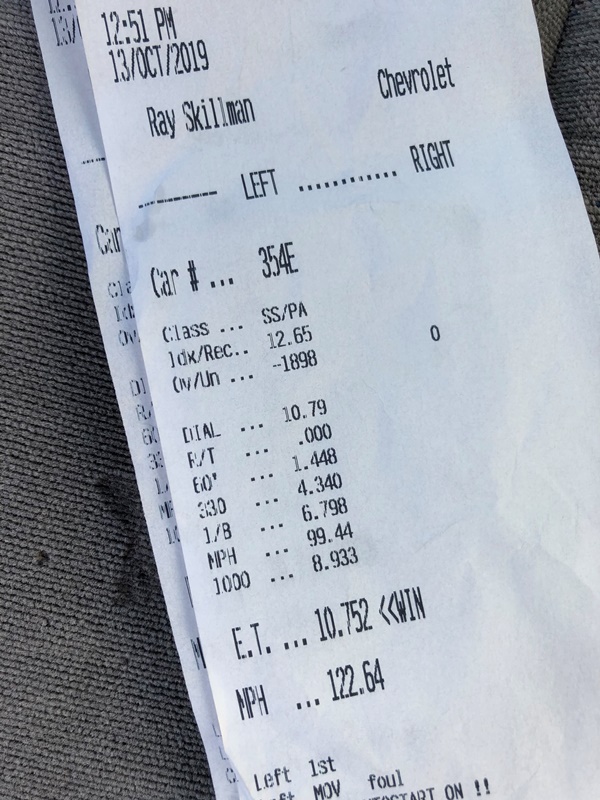 12:51 PM
13/OCT/2019
Ray Skillman Chevrolet
------- LEFT ............ RIGHT
Car # ... 354E
Class ... SS/PA
Idx/Rec.. 12.65 0
Ov/Un ... --1898
DIAL ... 10.79
R/T ... .000
60' ... 1.448
330 ... 4.340
1/8 ... 6.798
MPH ... 99.44
1000 ... 8.933
E.T. ... 10.752 <<WIN
MPH ... 122.64
Left 1st
MOV foul
ON !!